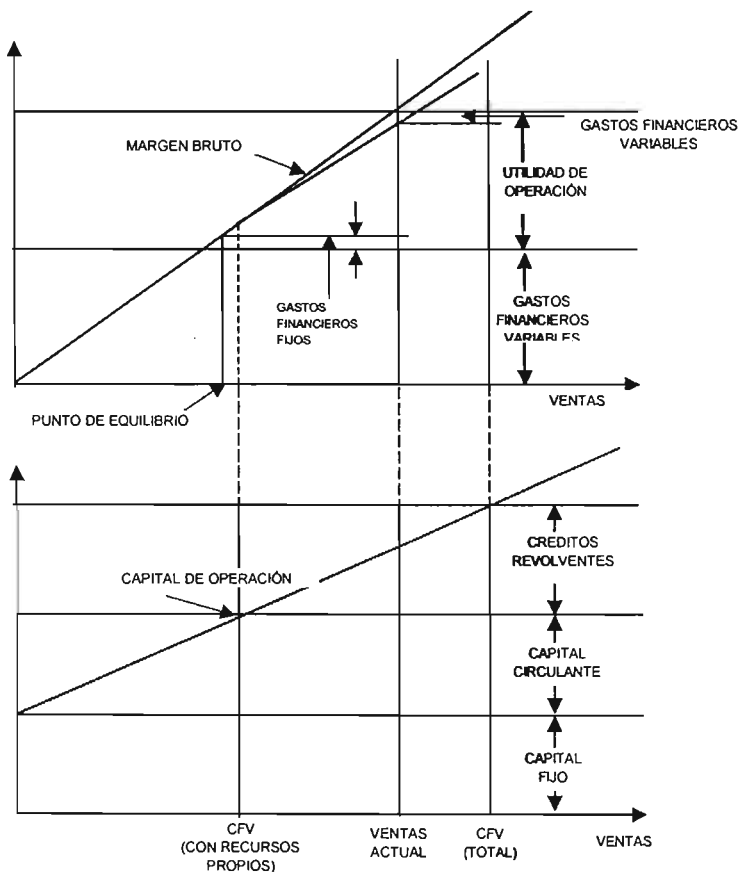 MARGEN BRUTO
GASTOS FINANCIEROS
VARIABLES
UTILIDAD DE
OPERACIÓN
GASTOS
FINANCIEROS
FIJOS
GASTOS
FINANCIEROS
VARIABLES
VENTAS
PUNTO DE EQUILIBRIO
CREDITOS
REVOLVENTES
CAPITAL DE OPERACIÓN
CAPITAL
CIRCULANTE
CAPITAL
FIJO
CFV
(CON RECURSOS
PROPIOS)
VENTAS
ACTUAL
CFV
(TOTAL)
VENTAS